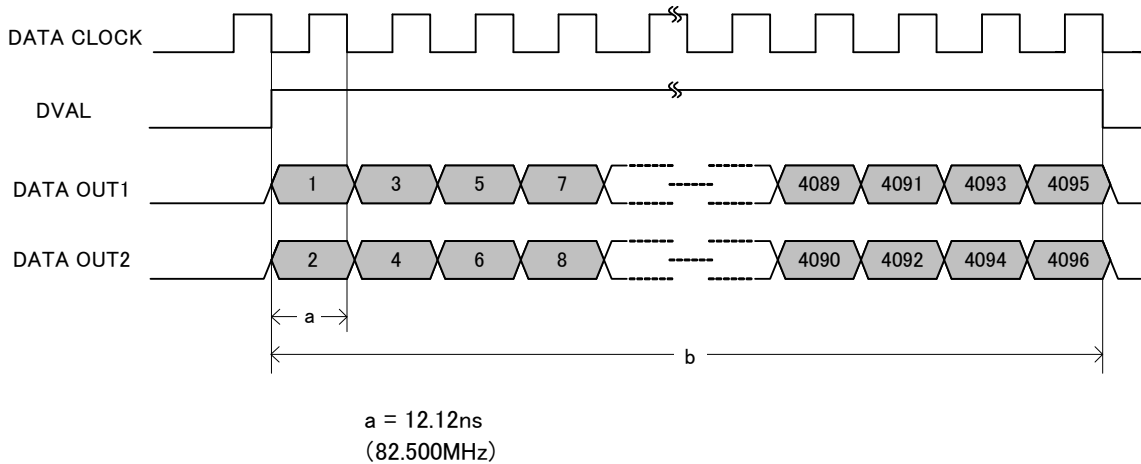 DATA CLOCK
DVAL
DATA OUT1
1 3 5 7 4089 4091 4093 4095
DATA OUT2
2 4 6 8 4090 4092 4094 4096
a
b
a = 12.12ns
(82.500MHz)